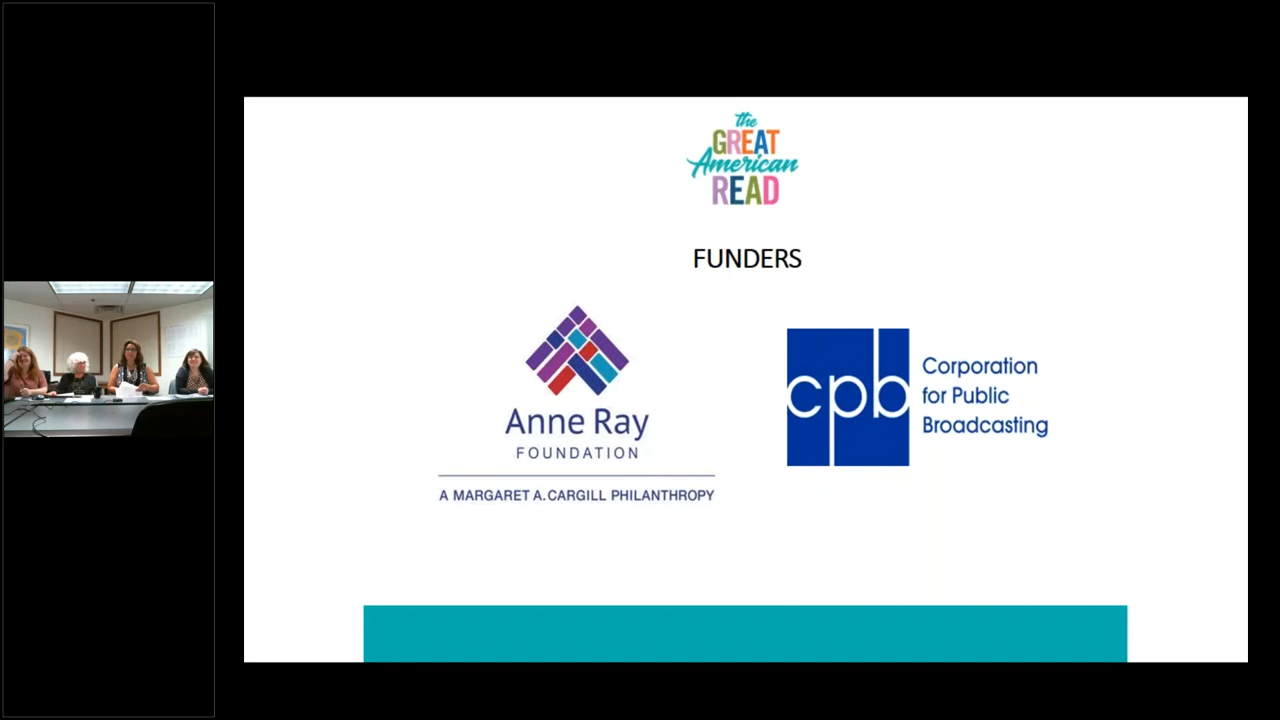 the
GREAT
American
READ
FUNDERS
Anne Ray
FOUNDATION
A MARGARET A. CARGILL PHILANTHROPY
cpb
Corporation
for Public
Broadcasting